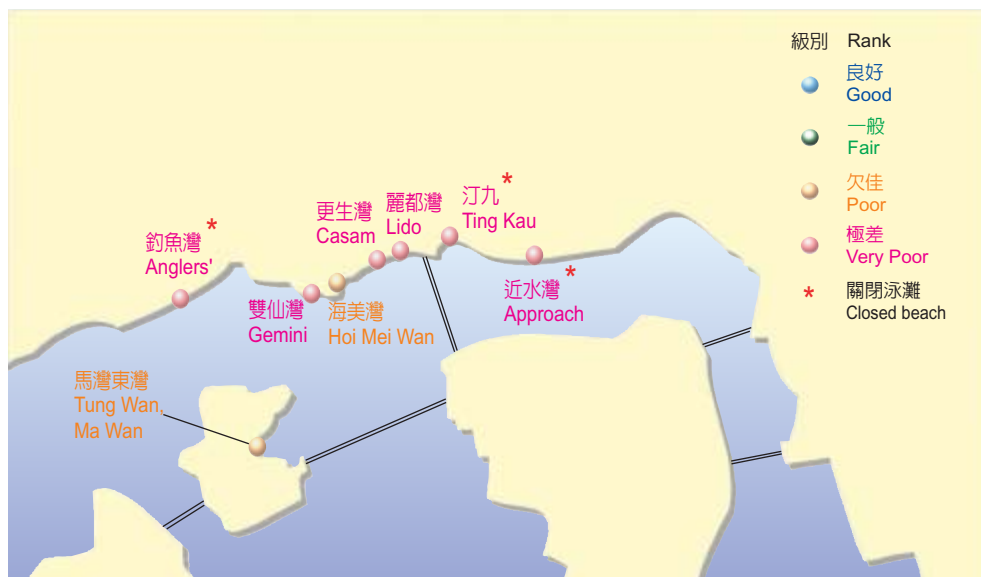 級別 Rank
良好
Good
一般
Fair
欠佳
Poor
極差
Very Poor
* 關閉泳灘
Closed beach
釣魚灣*
Anglers'
雙仙灣
Gemini
海美灣
Hoi Mei Wan
更生灣
Casam
麗都灣
Lido
汀九*
Ting Kau
近水灣*
Approach
馬灣東灣
Tung Wan,
Ma Wan